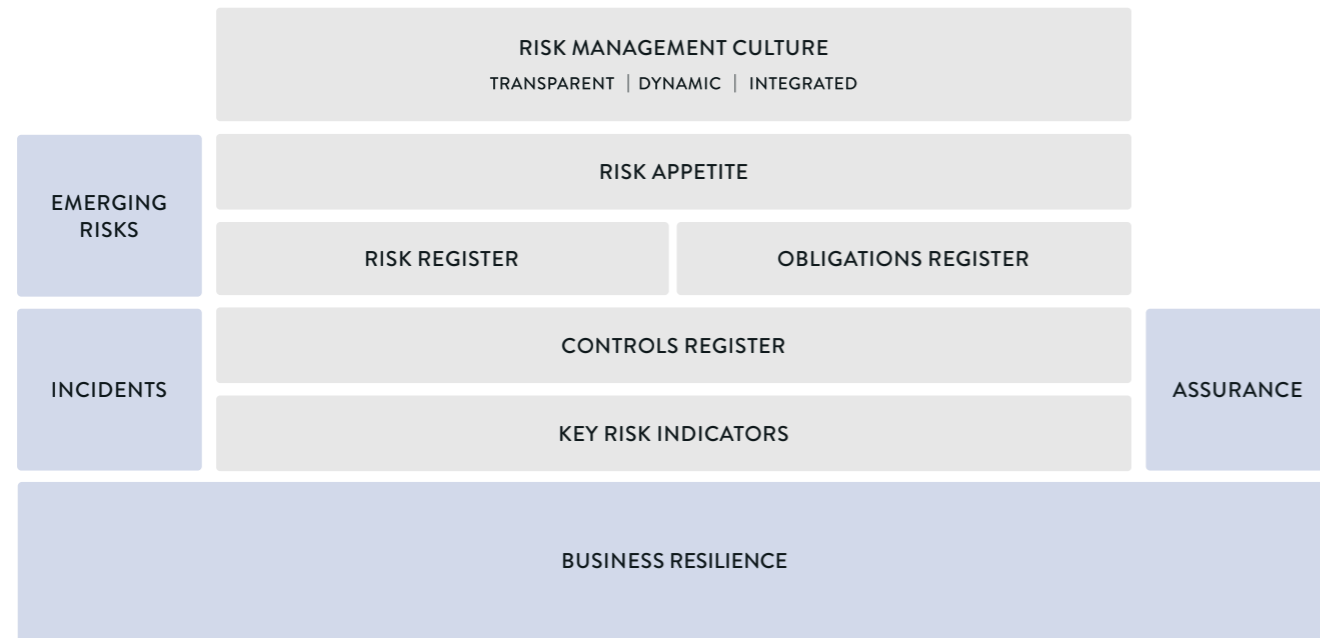 RISK MANAGEMENT CULTURE
TRANSPARENT | DYNAMIC | INTEGRATED
RISK APPETITE
EMERGING
RISKS
RISK REGISTER
OBLIGATIONS REGISTER
CONTROLS REGISTER
INCIDENTS
ASSURANCE
KEY RISK INDICATORS
BUSINESS RESILIENCE